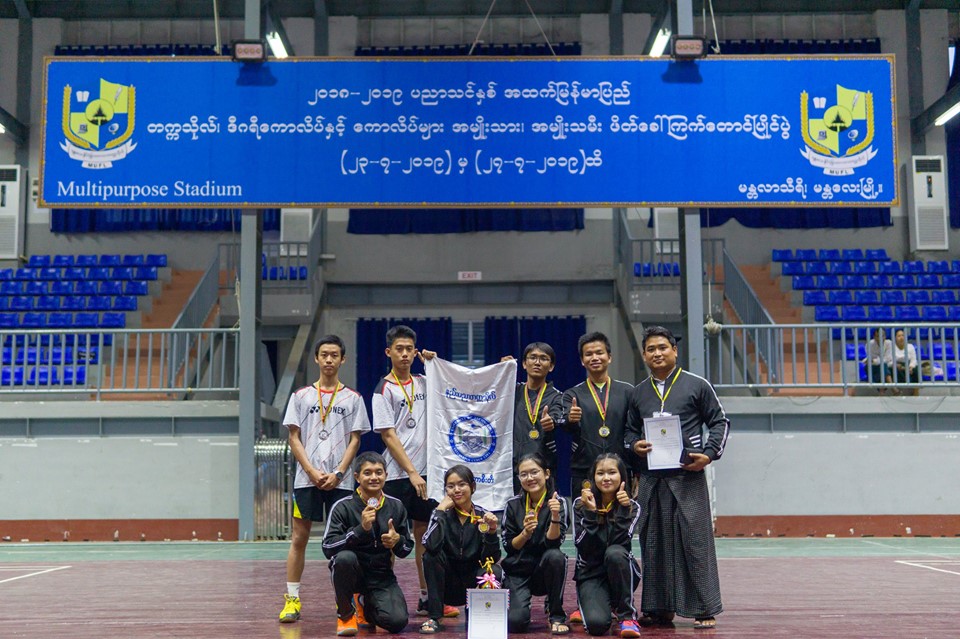 ၂၀၁၈-၂၀၁၉ ပညာသင်နှစ် အထက်မြန်မာပြည်
တက္ကသိုလ်၊ ဒီဂရီကောလိပ်နှင့် ကောလိပ်များ အမျိုးသား၊ အမျိုးသမီး ဗီတ်ခေါ်ကြက်တောင်ပြိုင်ပွဲ
(၂၃-၇-၂၀၁၉) မှ (၂၇-၇-၂၀၁၉)ထိ
MUFL
MUFL
Multipurpose Stadium
မန္တလာသီရိ၊ မန္တလေးမြို့။
EXIT
YONEX